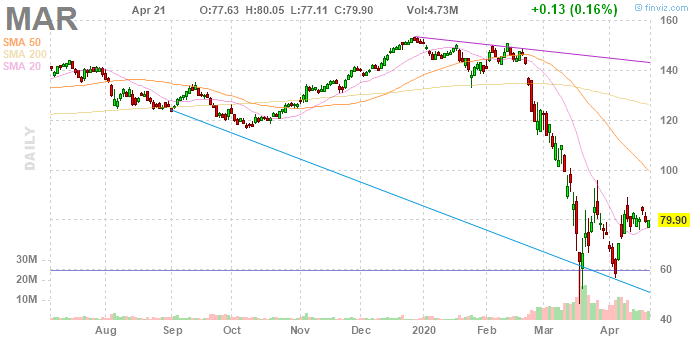 MAR
Apr 21 O:77.63 H:80.05 L:77.11 C:79.90 Vol:4.73M
© finviz.com
+0.13 (0.16%)
SMA 50
SMA 200
SMA 20
DAILY
160
140
120
100
79.90
60
40
30M
20M
10M
Aug Sep Oct Nov Dec 2020 Feb Mar Apr